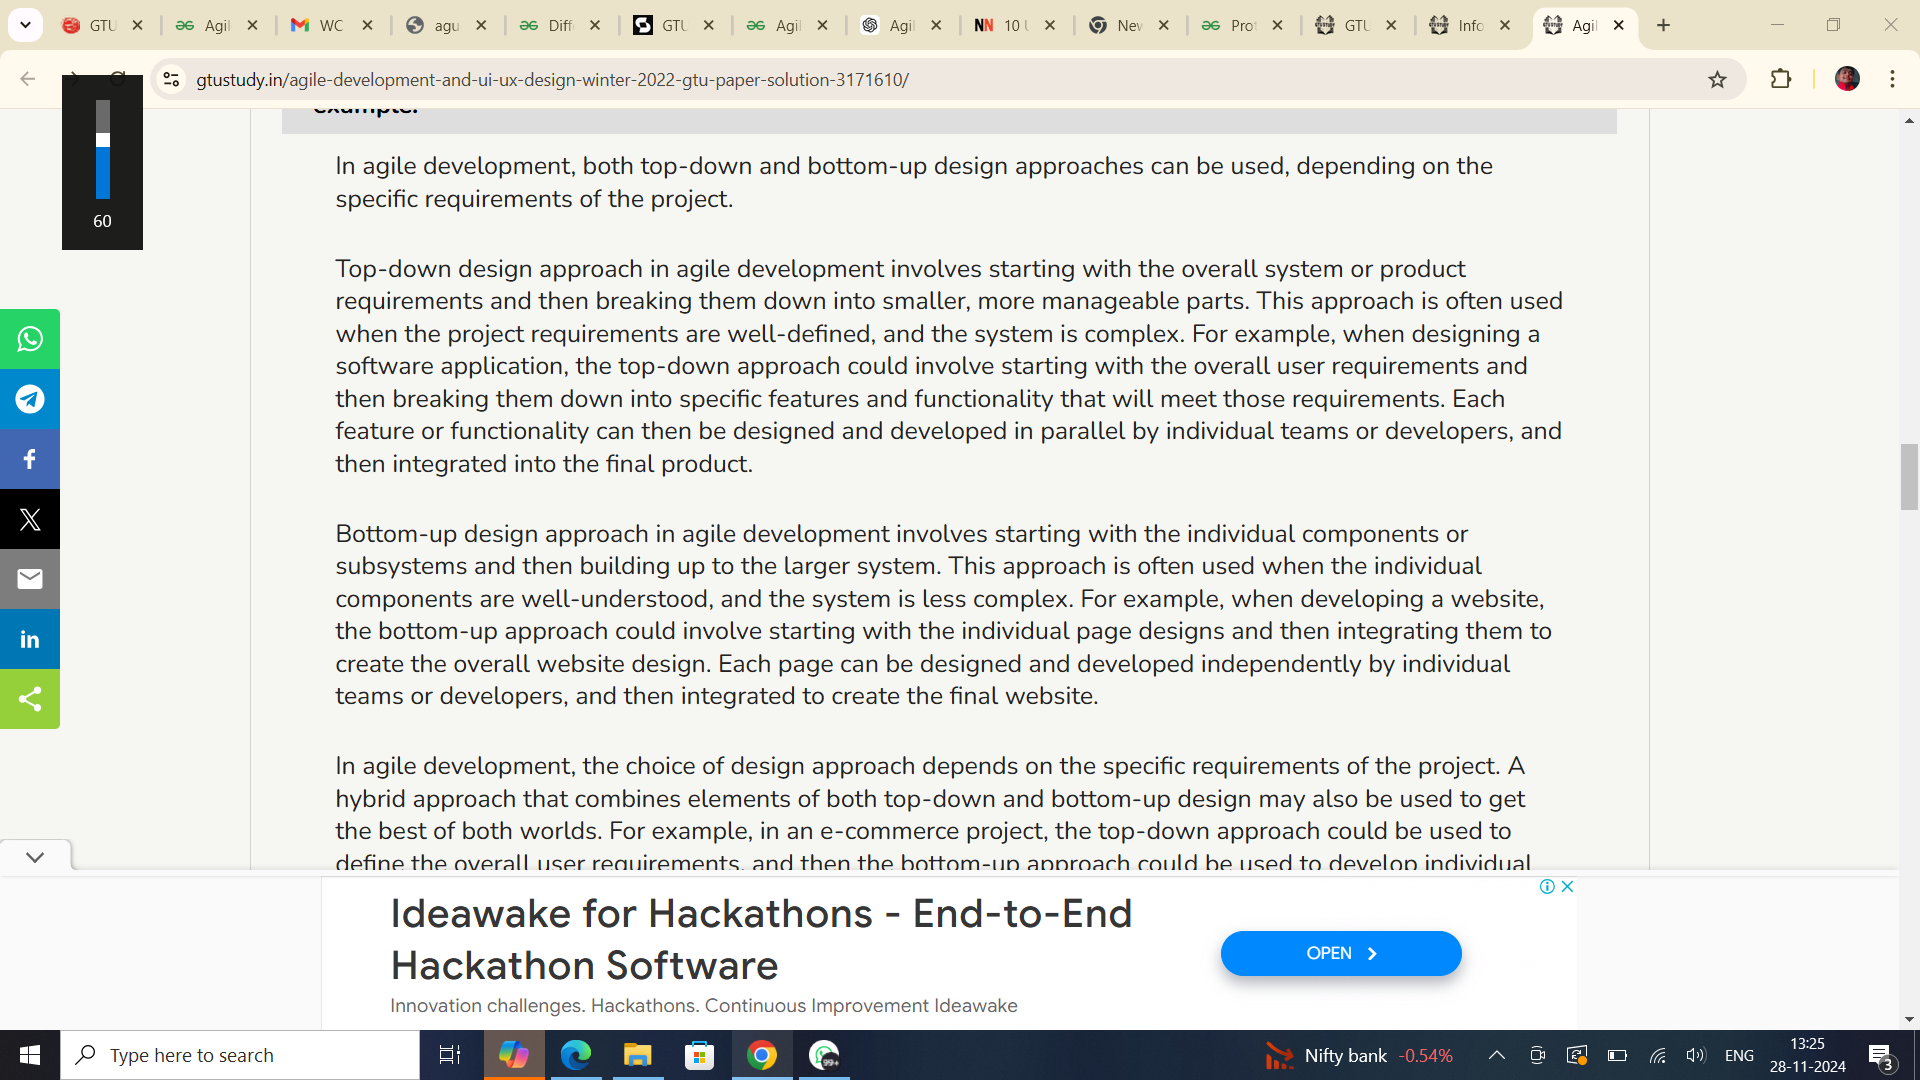 GTU
Agil
WC
agu
Diff
GTU
Agil
Agil
NN 10 U
New
Prot
GTU
Info
Agil
gtustudy.in/agile-development-and-ui-ux-design-winter-2022-gtu-paper-solution-3171610/
60
example.
In agile development, both top-down and bottom-up design approaches can be used, depending on the
specific requirements of the project.
Top-down design approach in agile development involves starting with the overall system or product
requirements and then breaking them down into smaller, more manageable parts. This approach is often used
when the project requirements are well-defined, and the system is complex. For example, when designing a
software application, the top-down approach could involve starting with the overall user requirements and
then breaking them down into specific features and functionality that will meet those requirements. Each
feature or functionality can then be designed and developed in parallel by individual teams or developers, and
then integrated into the final product.
Bottom-up design approach in agile development involves starting with the individual components or
subsystems and then building up to the larger system. This approach is often used when the individual
components are well-understood, and the system is less complex. For example, when developing a website,
the bottom-up approach could involve starting with the individual page designs and then integrating them to
create the overall website design. Each page can be designed and developed independently by individual
teams or developers, and then integrated to create the final website.
In agile development, the choice of design approach depends on the specific requirements of the project. A
hybrid approach that combines elements of both top-down and bottom-up design may also be used to get
the best of both worlds. For example, in an e-commerce project, the top-down approach could be used to
define the overall user requirements, and then the bottom-up approach could be used to develop individual
Ideawake for Hackathons - End-to-End
Hackathon Software
Innovation challenges. Hackathons. Continuous Improvement Ideawake
OPEN
Type here to search
99+
Nifty bank -0.54%
ENG
13:25
28-11-2024
3